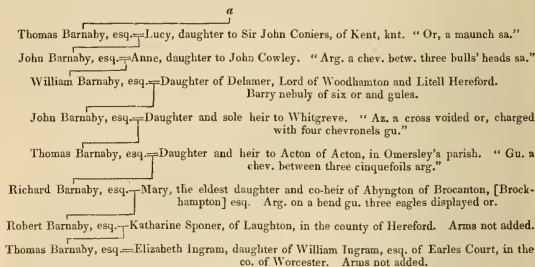 a
Thomas Barnaby, esq.=Lucy, daughter to Sir John Coniers, of Kent, knt. “ Or, a maunch sa.”
John Barnaby, esq.=Anne, daughter to John Cowley. “ Arg. a chev. betw. three bulls' heads sa.”
William Barnaby, esq.=Daughter of Delamer, Lord of Woodhamton and Litell Hereford.
Barry nebuly of six or and gules.
John Barnaby, esq.=Daughter and sole heir to Whitgreve. “ Az. a cross voided or, charged
with four chevronels gu.”
Thomas Barnaby, esq.=Daughter and heir to Acton of Acton, in Omersley's parish. “ Gu. a
chev. between three cinquefoils arg.”
Richard Barnaby, esq.=Mary, the eldest daughter and co-heir of Abyngton of Brocanton, [Brock-
hampton] esq. Arg. on a bend gu. three eagles displayed or.
Robert Barnaby, esq.=Katharine Sponer, of Laughton, in the county of Hereford. Arms not added.
Thomas Barnaby, esq.=Elizabeth Ingram, daughter of William Ingram, esq. of Earles Court, in the
co. of Worcester. Arms not added.